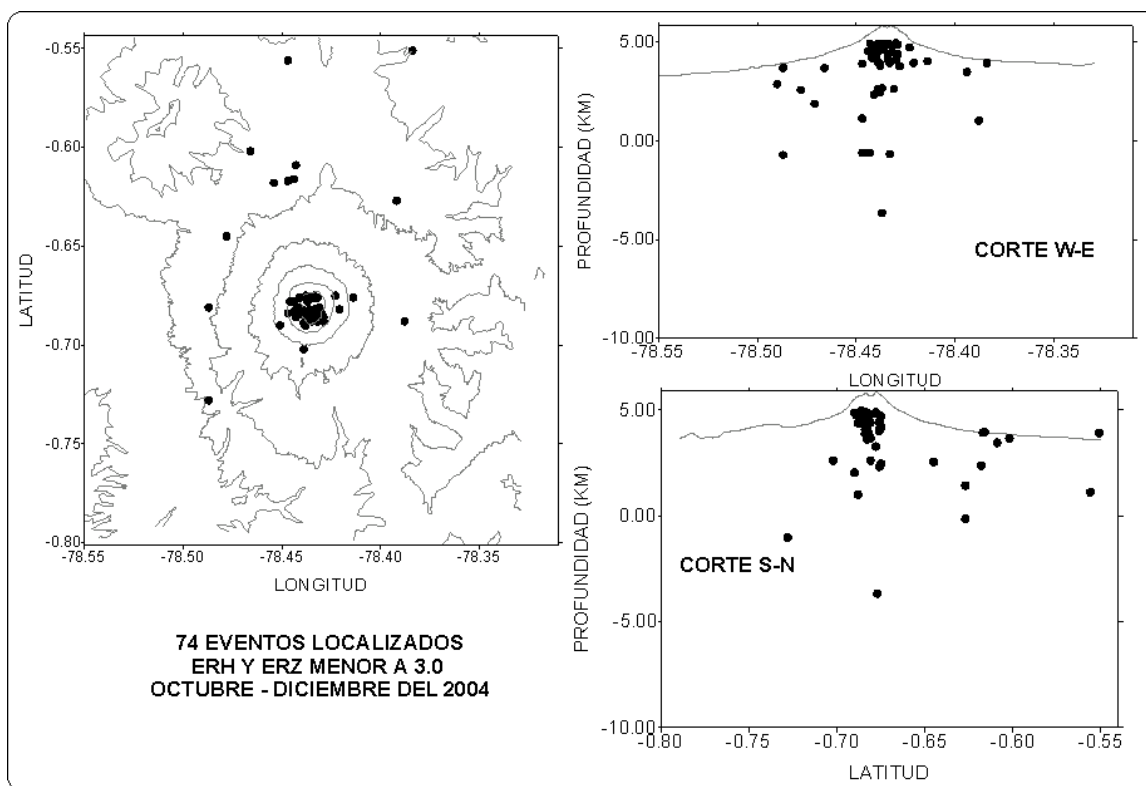 -0.55
-0.60
-0.65
-0.70
-0.75
-0.80
LATITUD
-78.55
-78.50
-78.45
-78.40
-78.35
LONGITUD
74 EVENTOS LOCALIZADOS
ERH Y ERZ MENOR A 3.0
OCTUBRE - DICIEMBRE DEL 2004
5.00
0.00
-5.00
-10.00
PROFUNDIDAD (KM)
CORTE W-E
-78.55
-78.50
-78.45
-78.40
-78.35
LONGITUD
5.00
0.00
-5.00
-10.00
PROFUNDIDAD (KM)
CORTE S-N
-0.80
-0.75
-0.70
-0.65
-0.60
-0.55
LATITUD